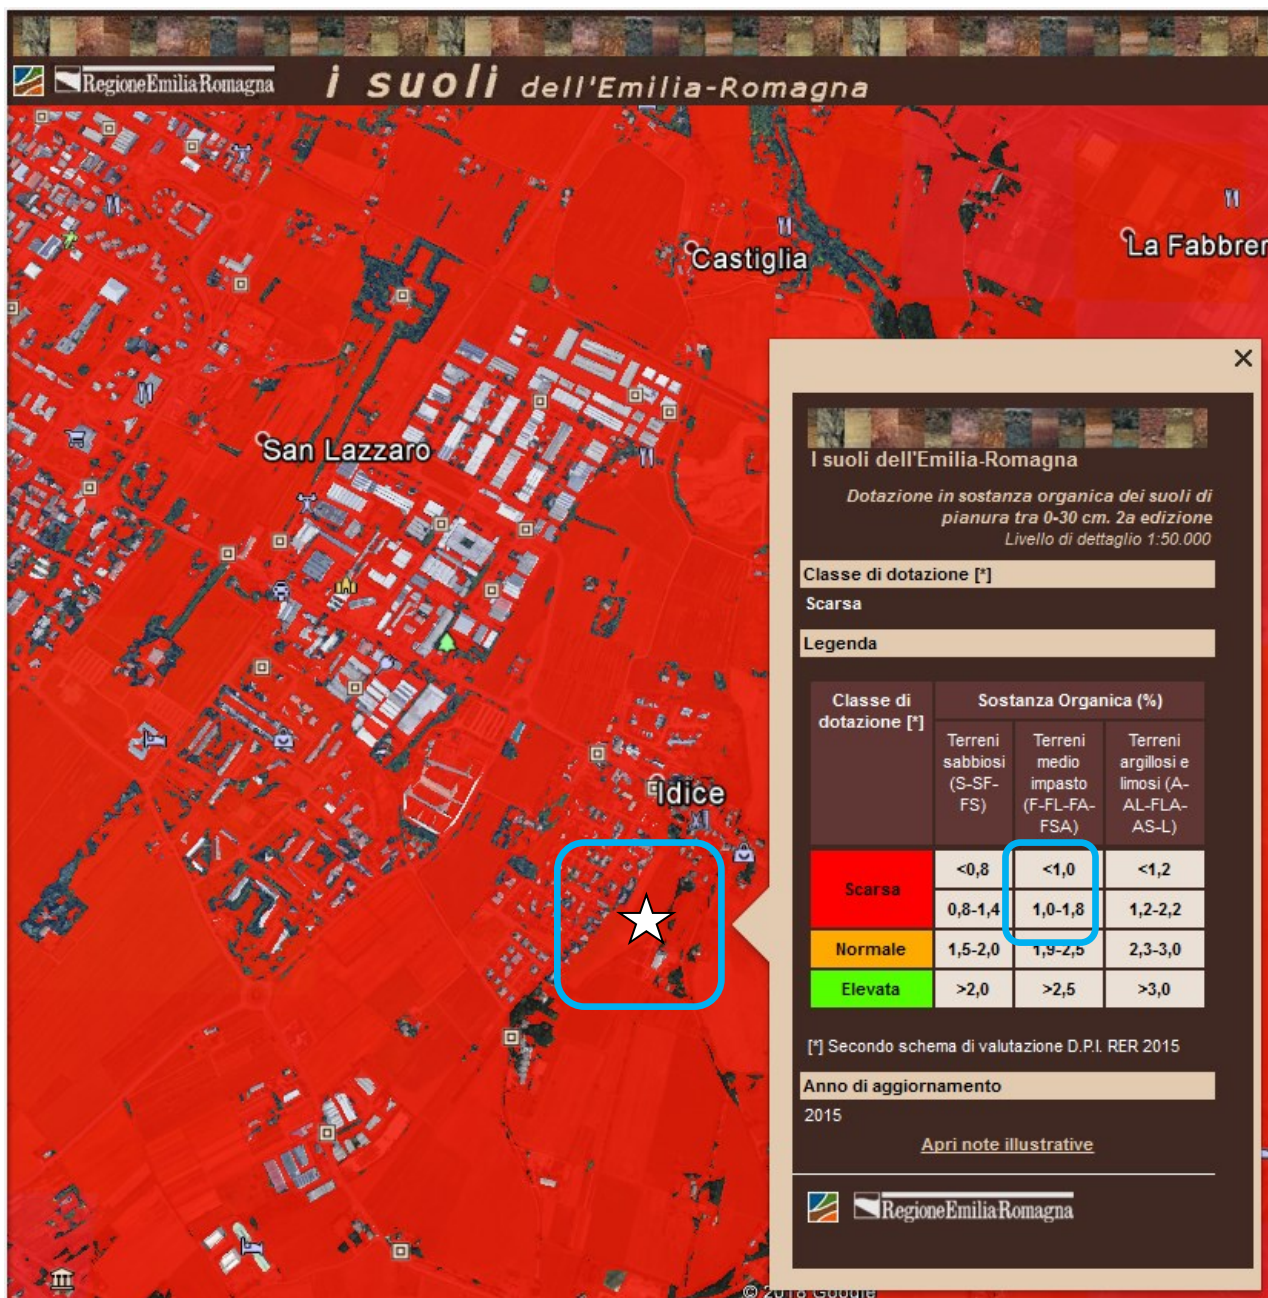 RegioneEmiliaRomagna
i suoli dell'Emilia-Romagna
Castiglia
La Fabbrer
San Lazzaro
Idice
I suoli dell'Emilia-Romagna
Dotazione in sostanza organica dei suoli di
pianura tra 0-30 cm. 2a edizione
Livello di dettaglio 1:50.000
Classe di dotazione [*]
Scarsa
Legenda
Classe di
dotazione [*]
Sostanza Organica (%)
Terreni
sabbiosi
(S-SF-
FS)
Terreni
medio
impasto
(F-FL-FA-
FSA)
Terreni
argillosi e
limosi (A-
AL-FLA-
AS-L)
Scarsa
<0,8 <1,0 <1,2
0,8-1,4 1,0-1,8 1,2-2,2
Normale 1,5-2,0 1,9-2,5 2,3-3,0
Elevata >2,0 >2,5 >3,0
[*] Secondo schema di valutazione D.P.I. RER 2015
Anno di aggiornamento
2015
Apri note illustrative
RegioneEmiliaRomagna
© 2018 Google